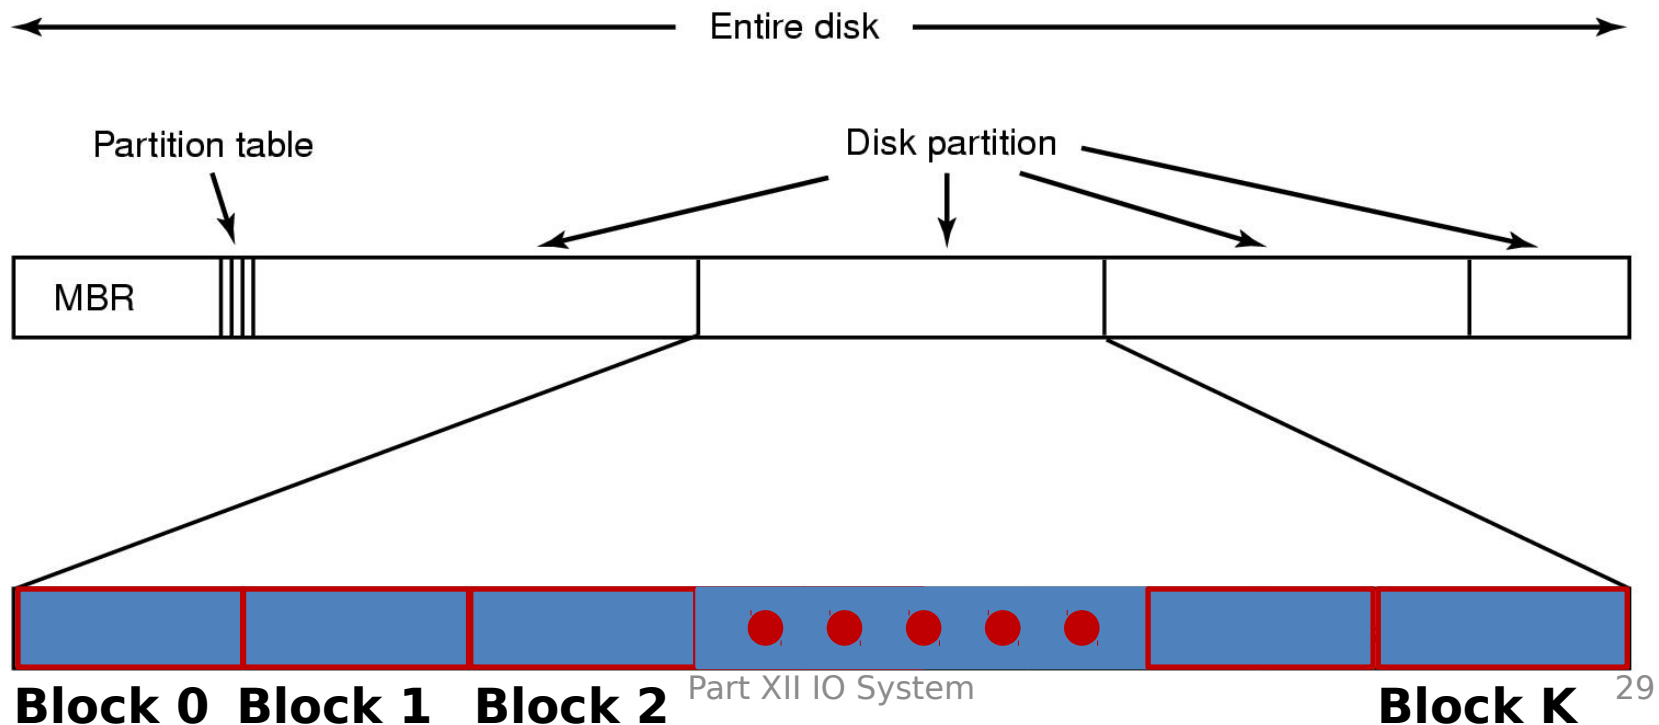 Entire disk
Partition table
Disk partition
MBR
Block 0
Block 1
Block 2
Part XII IO System
Block K
29